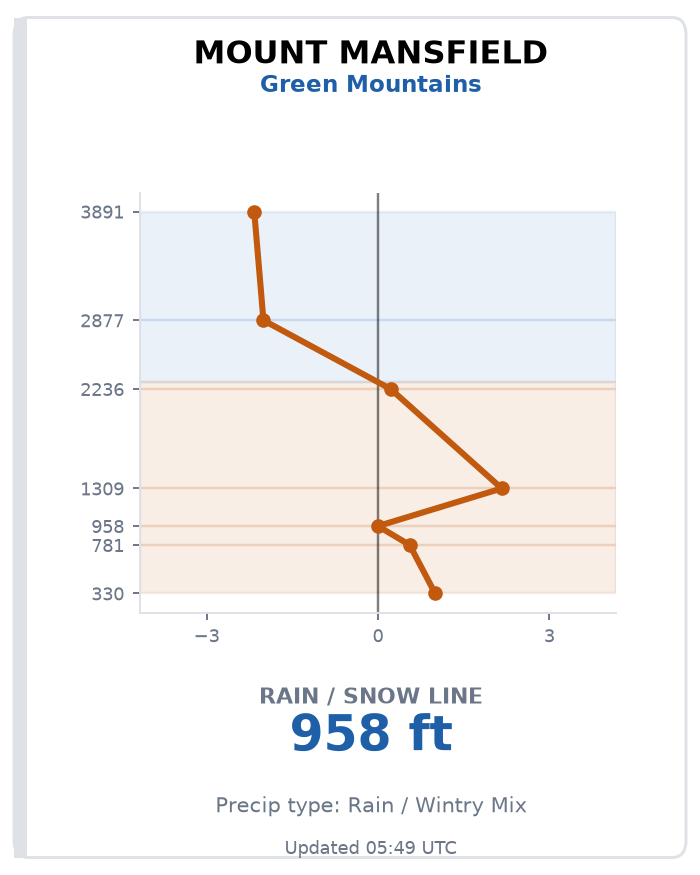 MOUNT MANSFIELD
Green Mountains
3891
2877
2236
1309
958
781
330
−3 0 3
RAIN / SNOW LINE
958 ft
Precip type: Rain / Wintry Mix
Updated 05:49 UTC